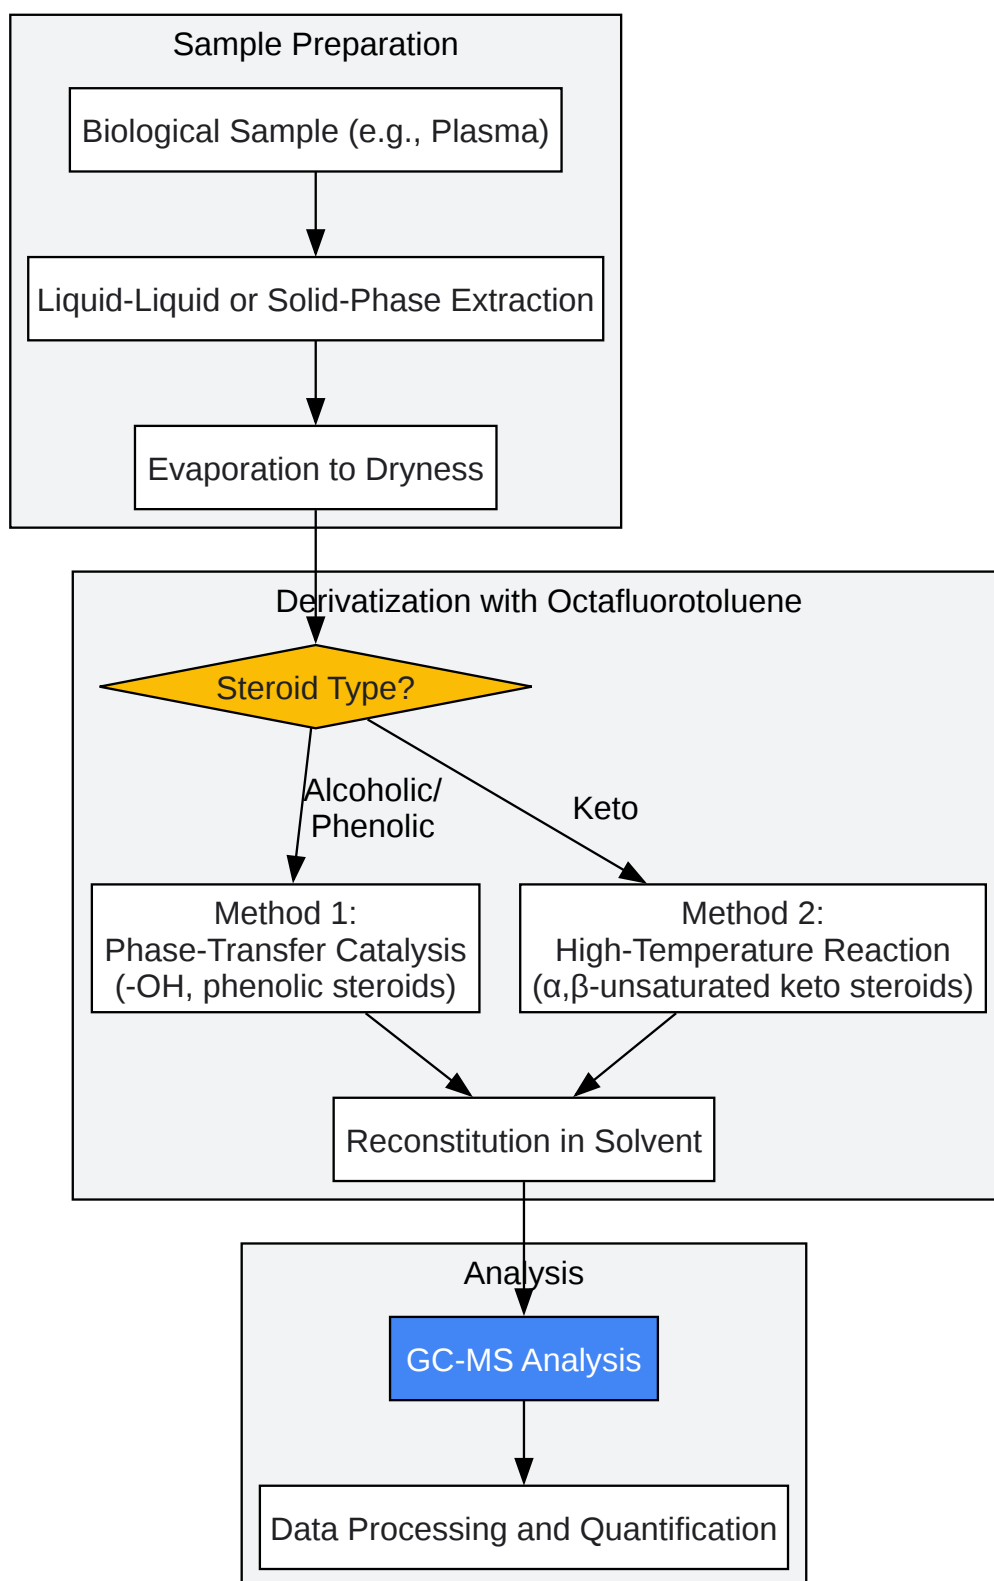 Sample Preparation
Biological Sample (e.g., Plasma)
Liquid-Liquid or Solid-Phase Extraction
Evaporation to Dryness
Derivatization with Octafluorotoluene
Steroid Type?
Alcoholic/
Phenolic
Keto
Method 1:
Phase-Transfer Catalysis
(-OH, phenolic steroids)
Method 2:
High-Temperature Reaction
(α,β-unsaturated keto steroids)
Reconstitution in Solvent
Analysis
GC-MS Analysis
Data Processing and Quantification